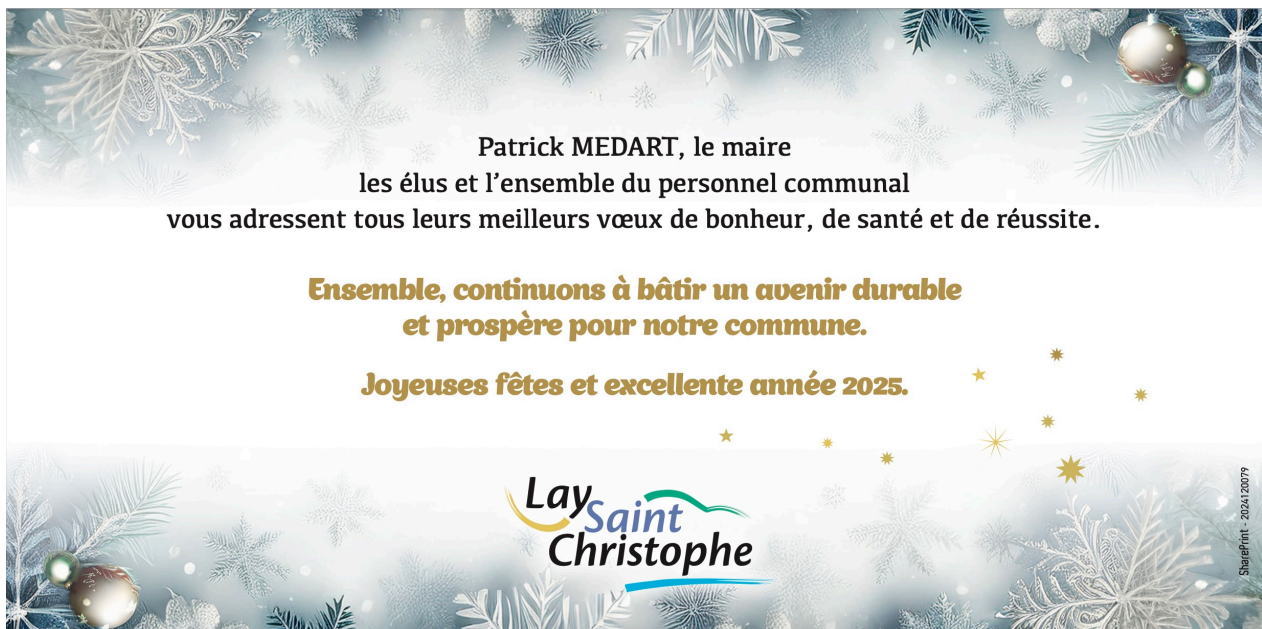 Patrick MEDART, le maire
les élus et l’ensemble du personnel communal
vous adressent tous leurs meilleurs vœux de bonheur, de santé et de réussite.
Ensemble, continuons à bâtir un avenir durable
et prospère pour notre commune.
Joyeuses fêtes et excellente année 2025.
Lay
Saint
Christophe
SharePrint - 2024120079